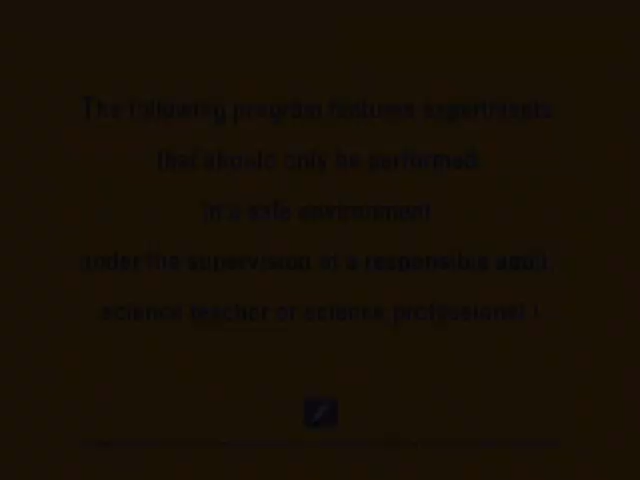 The following program features experiments
that should only be performed
in a safe environment
under the supervision of a responsible adult,
science teacher or science professional !